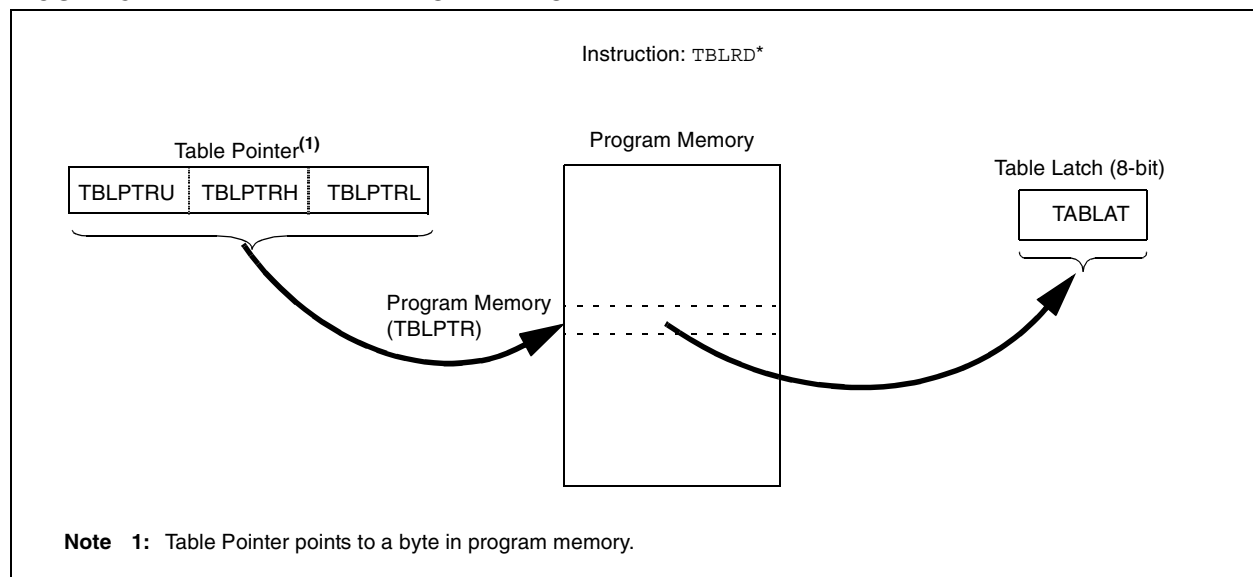 Instruction: TBLRD*
Program Memory
Table Pointer(1)
Table Latch (8-bit)
TBLPTRU TBLPTRH TBLPTRL
TABLAT
Program Memory
(TBLPTR)
Note 1: Table Pointer points to a byte in program memory.